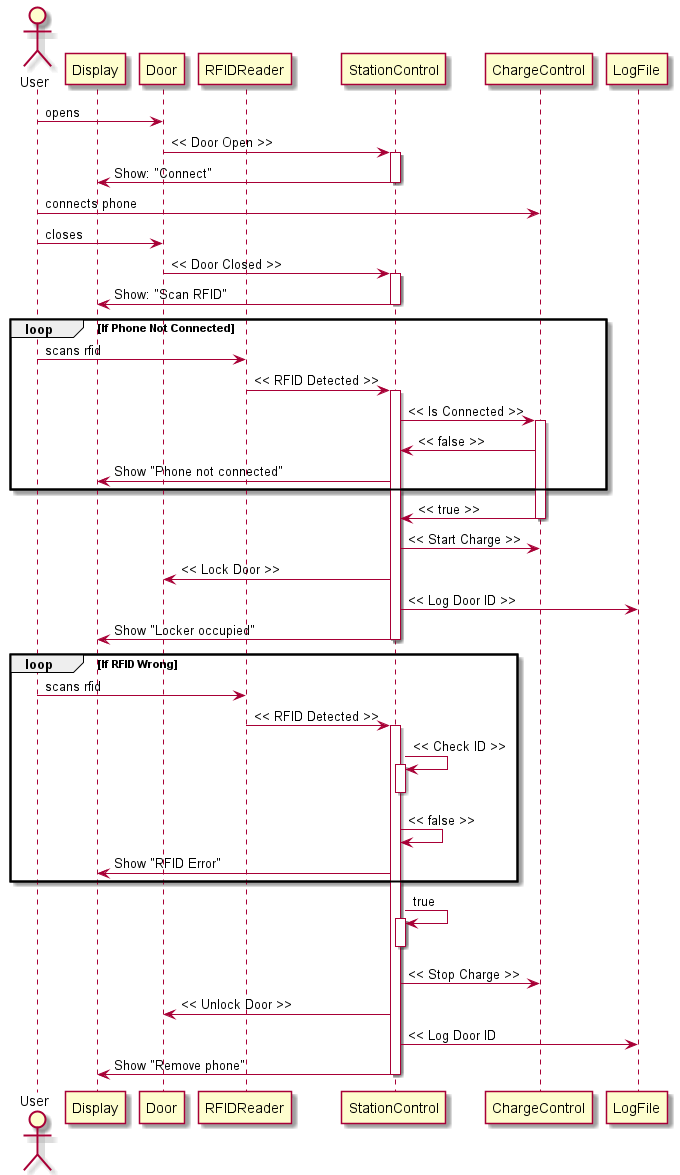 User
Display Door RFIDReader StationControl ChargeControl LogFile
opens
<< Door Open >>
Show: "Connect"
connects phone
closes
<< Door Closed >>
Show: "Scan RFID"
loop [If Phone Not Connected]
scans rfid
<< RFID Detected >>
<< Is Connected >>
<< false >>
Show "Phone not connected"
<< true >>
<< Start Charge >>
<< Lock Door >>
<< Log Door ID >>
Show "Locker occupied"
loop [If RFID Wrong]
scans rfid
<< RFID Detected >>
<< Check ID >>
<< false >>
Show "RFID Error"
true
<< Stop Charge >>
<< Unlock Door >>
<< Log Door ID
Show "Remove phone"
User
Display Door RFIDReader StationControl ChargeControl LogFile